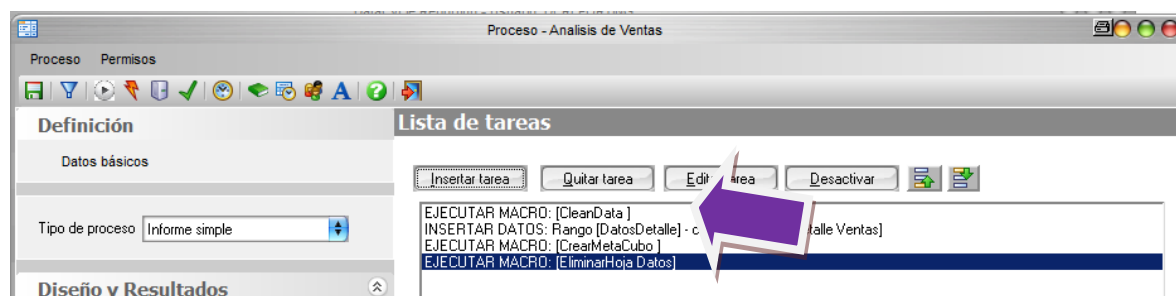 Proceso - Analisis de Ventas
Proceso Permisos
A
Definición
Lista de tareas
Datos básicos
Insertar tarea Quitar tarea Edit area Desactivar
Tipo de proceso Informe simple
EJECUTAR MACRO: [CleanData ]
INSERTAR DATOS: Rango [DatosDetalle] - talle Ventas]
EJECUTAR MACRO: [CrearMetaCubo ]
EJECUTAR MACRO: [EliminarHoja Datos]
Diseño y Resultados